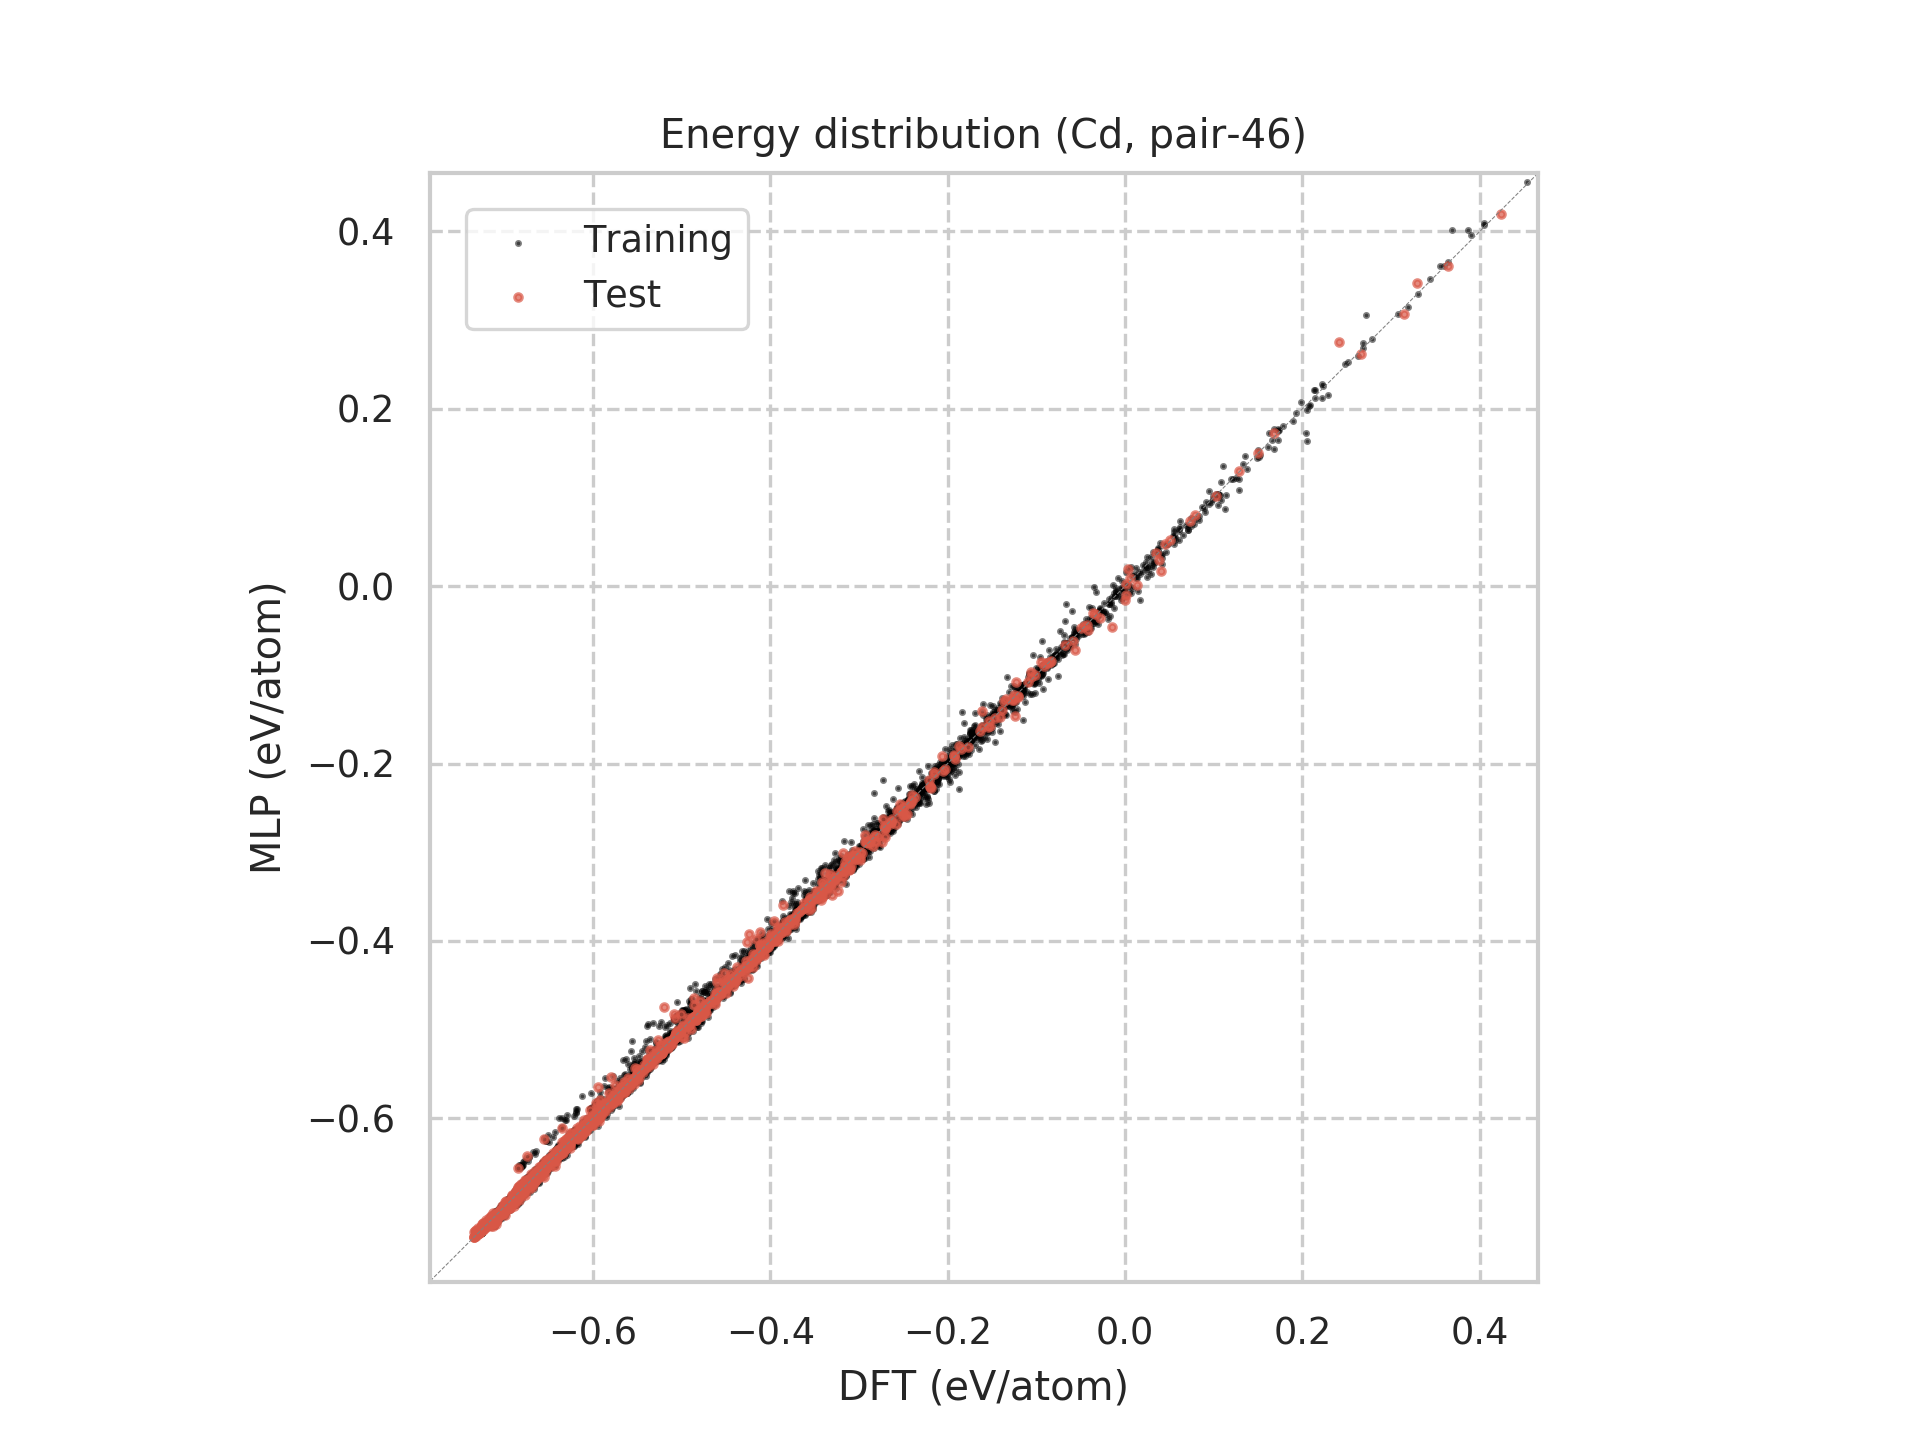 Energy distribution (Cd, pair-46)
Training
Test
0.4
0.2
0.0
−0.2
−0.4
−0.6
MLP (eV/atom)
−0.6 −0.4 −0.2 0.0 0.2 0.4
DFT (eV/atom)